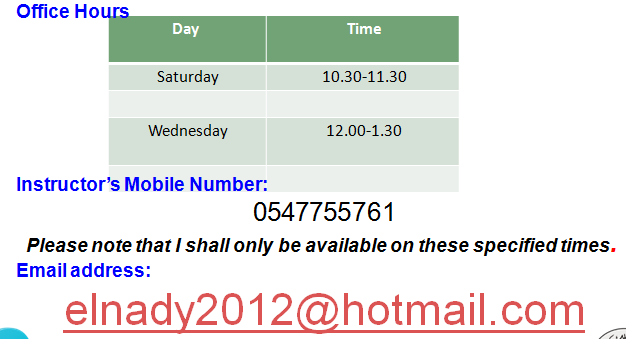 Office Hours
Day Time
Saturday 10.30-11.30
Wednesday 12.00-1.30
Instructor's Mobile Number:
0547755761
Please note that I shall only be available on these specified times.
Email address:
elnady2012@hotmail.com